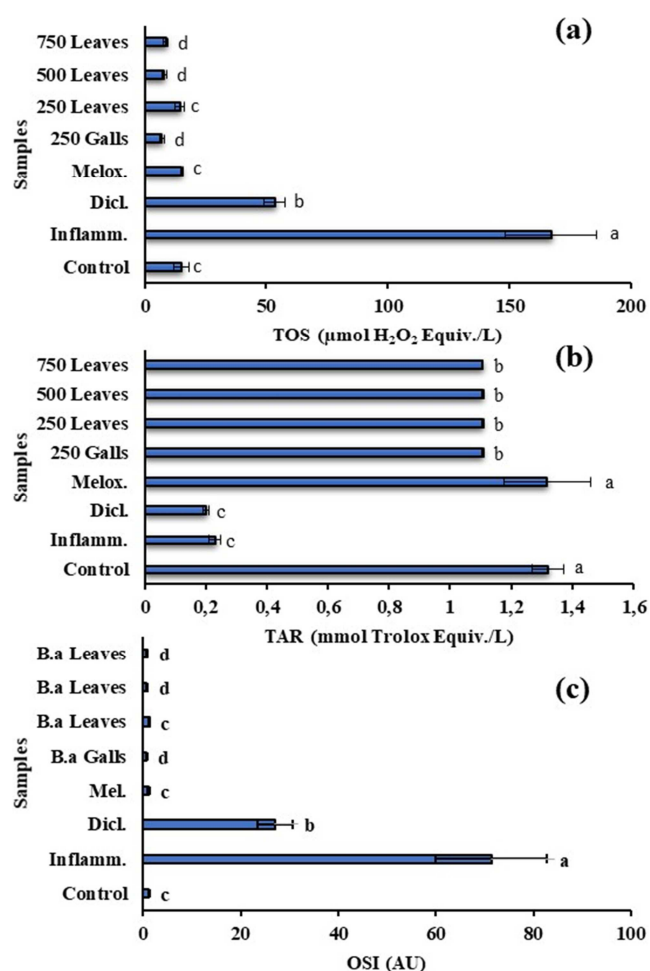 (a)
Samples
750 Leaves d
500 Leaves d
250 Leaves c
250 Galls d
Melox. c
Dicl. b
Inflamm. a
Control c
0 50 100 150 200
TOS (µmol H₂O₂ Equiv./L)
(b)
Samples
750 Leaves b
500 Leaves b
250 Leaves b
250 Galls b
Melox. a
Dicl. c
Inflamm. c
Control a
0 0,2 0,4 0,6 0,8 1 1,2 1,4 1,6
TAR (mmol Trolox Equiv./L)
(c)
Samples
B.a Leaves d
B.a Leaves d
B.a Leaves c
B.a Galls d
Mel. c
Dicl. b
Inflamm. a
Control c
0 20 40 60 80 100
OSI (AU)